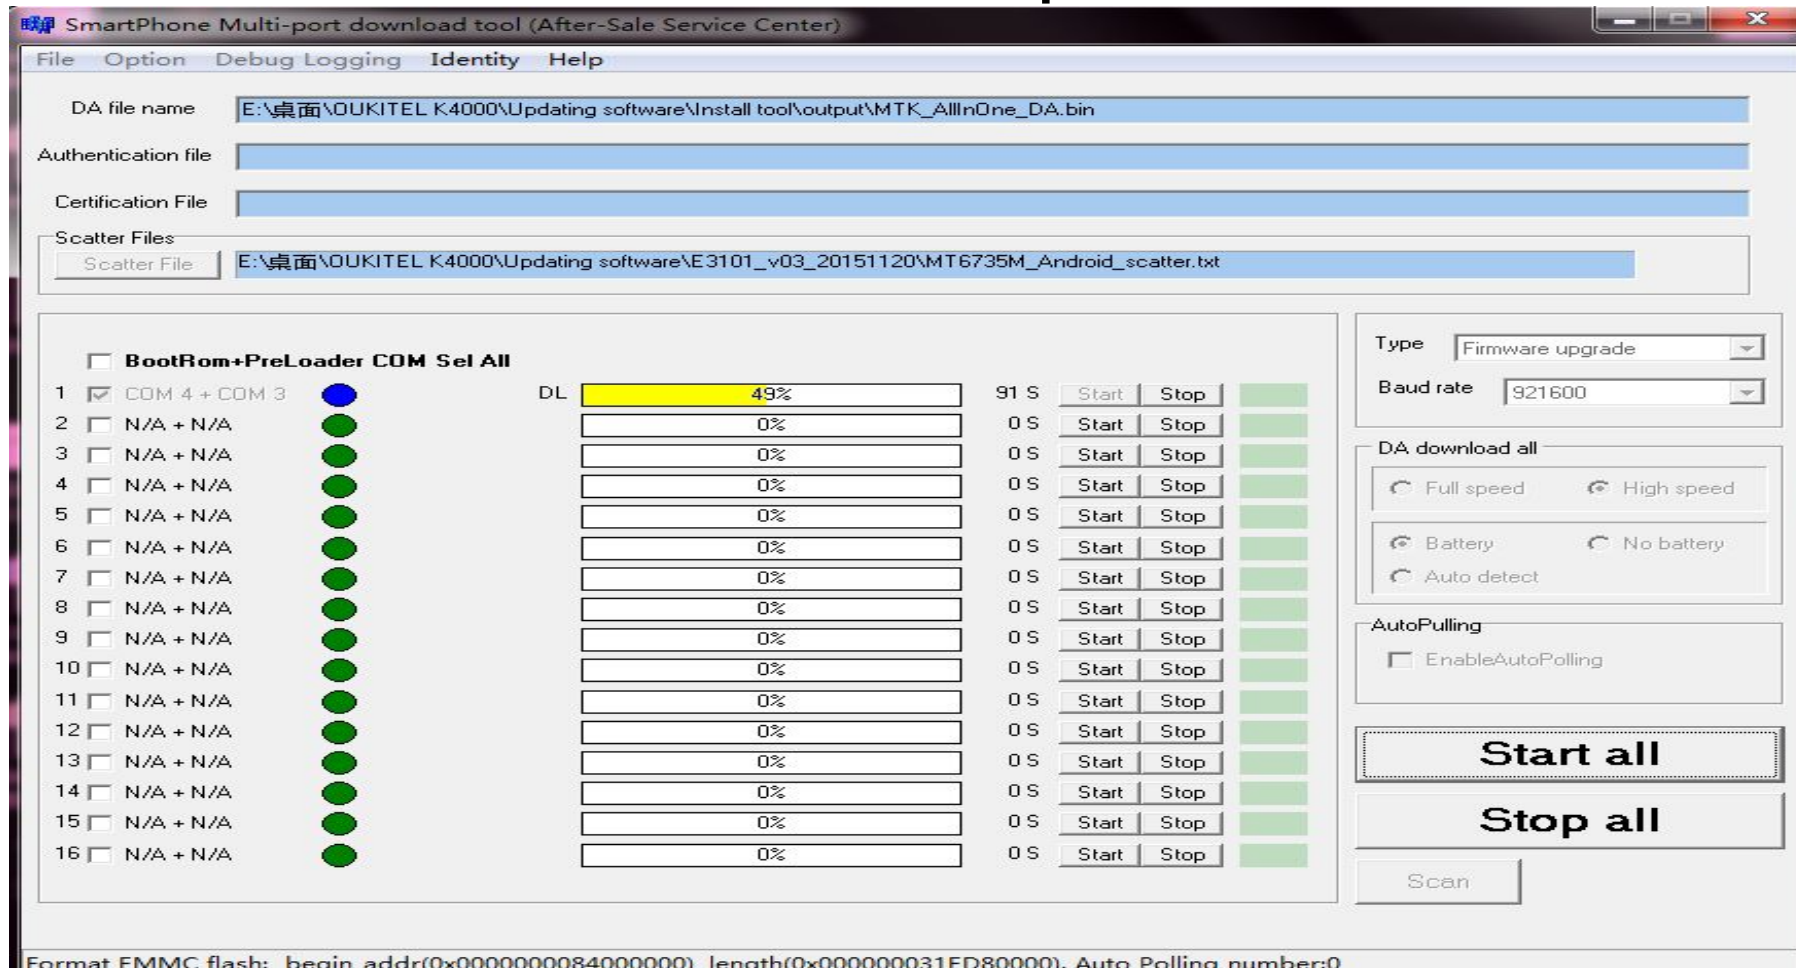 SmartPhone Multi-port download tool (After-Sale Service Center)
File Option Debug Logging Identity Help
DA file name E:\桌面\OUKITEL K4000\Updating software\Install tool\output\MTK_AllInOne_DA.bin
Authentication file
Certification File
Scatter Files
Scatter File E:\桌面\OUKITEL K4000\Updating software\E3101_v03_20151120\MT6735M_Android_scatter.txt
BootRom+PreLoader COM Sel All
1 COM 4 + COM 3 DL 49% 91 S Start Stop
2 N/A + N/A 0% 0 S Start Stop
3 N/A + N/A 0% 0 S Start Stop
4 N/A + N/A 0% 0 S Start Stop
5 N/A + N/A 0% 0 S Start Stop
6 N/A + N/A 0% 0 S Start Stop
7 N/A + N/A 0% 0 S Start Stop
8 N/A + N/A 0% 0 S Start Stop
9 N/A + N/A 0% 0 S Start Stop
10 N/A + N/A 0% 0 S Start Stop
11 N/A + N/A 0% 0 S Start Stop
12 N/A + N/A 0% 0 S Start Stop
13 N/A + N/A 0% 0 S Start Stop
14 N/A + N/A 0% 0 S Start Stop
15 N/A + N/A 0% 0 S Start Stop
16 N/A + N/A 0% 0 S Start Stop
Type Firmware upgrade
Baud rate 921600
DA download all
Full speed High speed
Battery No battery
Auto detect
AutoPulling
EnableAutoPolling
Start all
Stop all
Scan
Format EMMC flash: begin addr(0x0000000084000000), length(0x000000031ED80000). Auto Polling number:0